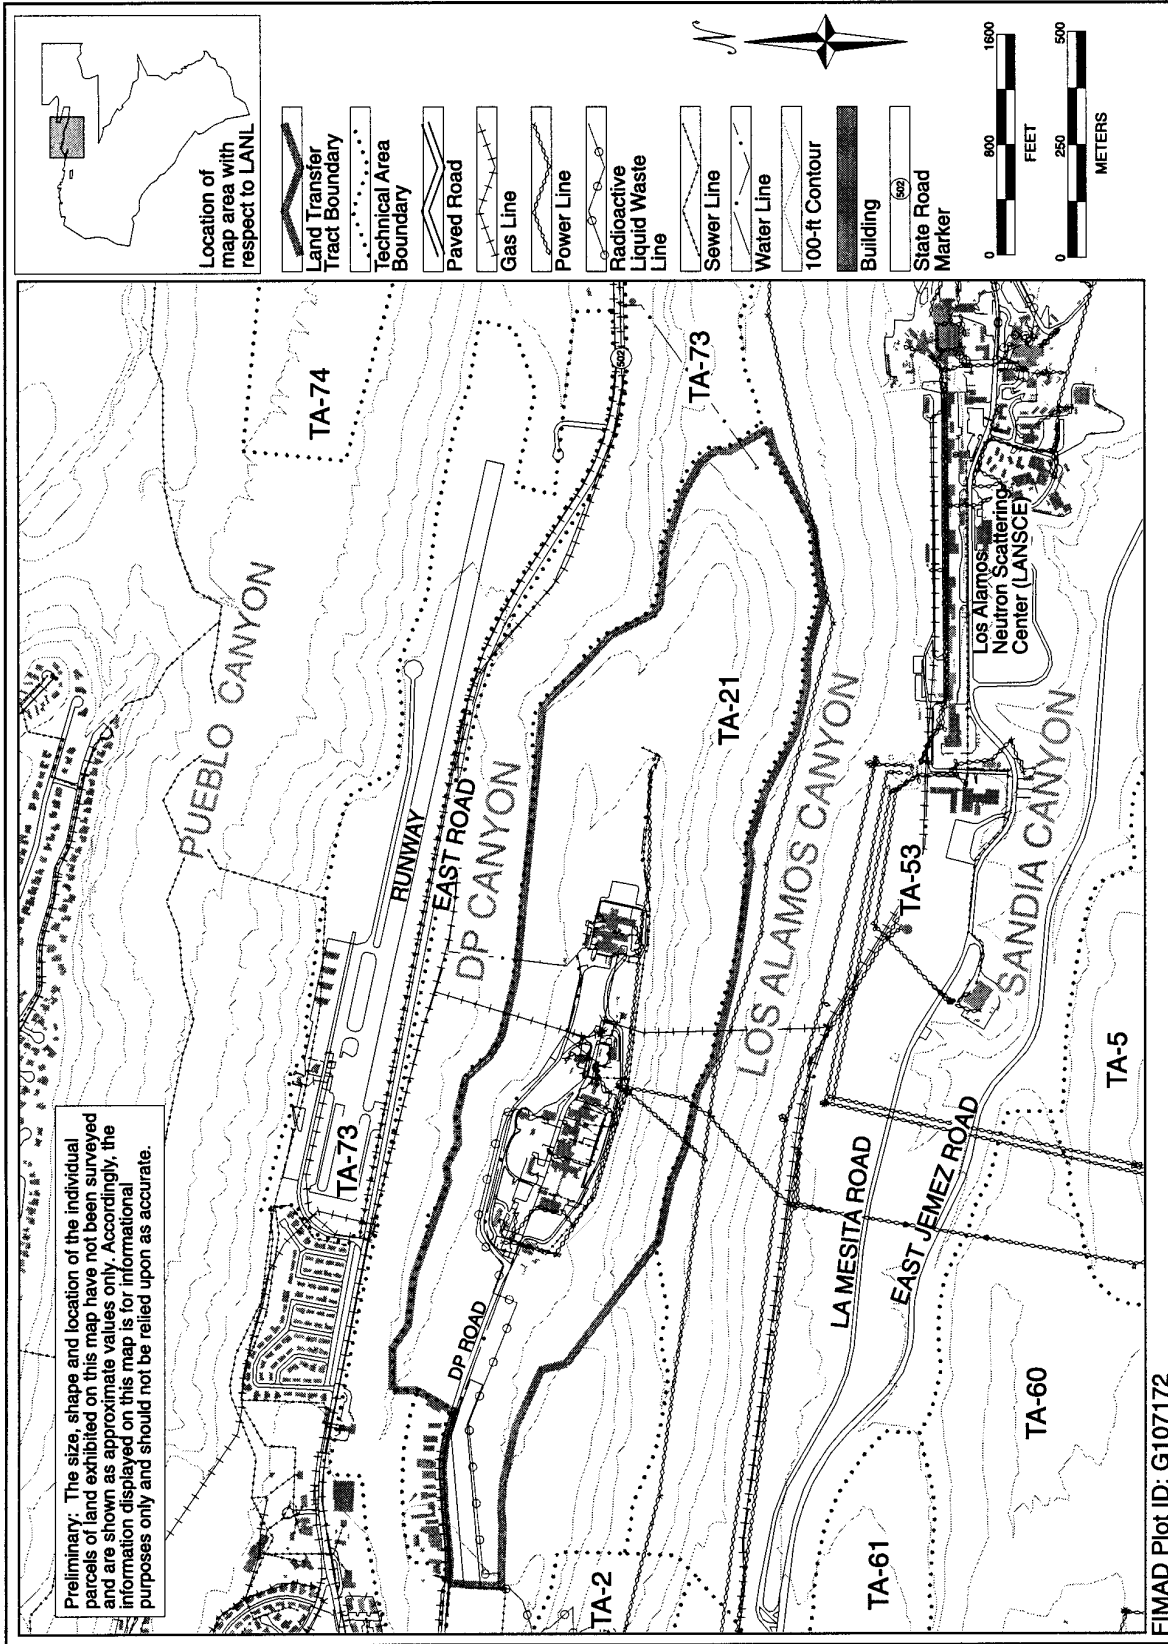 Preliminary: The size, shape and location of the individual
parcels of land exhibited on this map have not been surveyed
and are shown as approximate values only. Accordingly, the
information displayed on this map is for informational
purposes only and should not be relied upon as accurate.
PUEBLO CANYON
TA-74
TA-73
RUNWAY
EAST ROAD
502
DP CANYON
DP ROAD
TA-73
TA-21
LOS ALAMOS CANYON
TA-2
LA MESITA ROAD
TA-53
Los Alamos
Neutron Scattering
Center (LANSCE)
EAST JEMEZ ROAD
SANDIA CANYON
TA-61
TA-60
TA-5
Location of
map area with
respect to LANL
Land Transfer
Tract Boundary
Technical Area
Boundary
Paved Road
Gas Line
Power Line
Radioactive
Liquid Waste
Line
Sewer Line
Water Line
100-ft Contour
Building
502
State Road
Marker
N
0 800 1600
FEET
0 250 500
METERS
FIMAD Plot ID: G107172